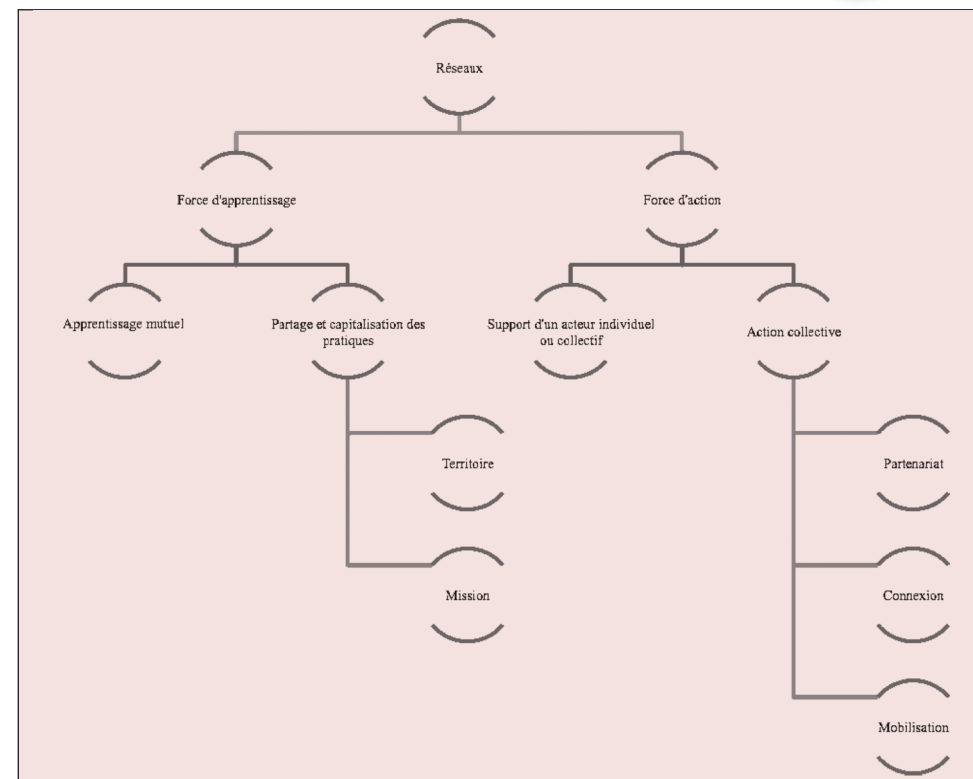 Réseaux
Force d'apprentissage
Force d'action
Apprentissage mutuel
Partage et capitalisation des
pratiques
Support d'un acteur individuel
ou collectif
Action collective
Territoire
Partenariat
Mission
Connexion
Mobilisation